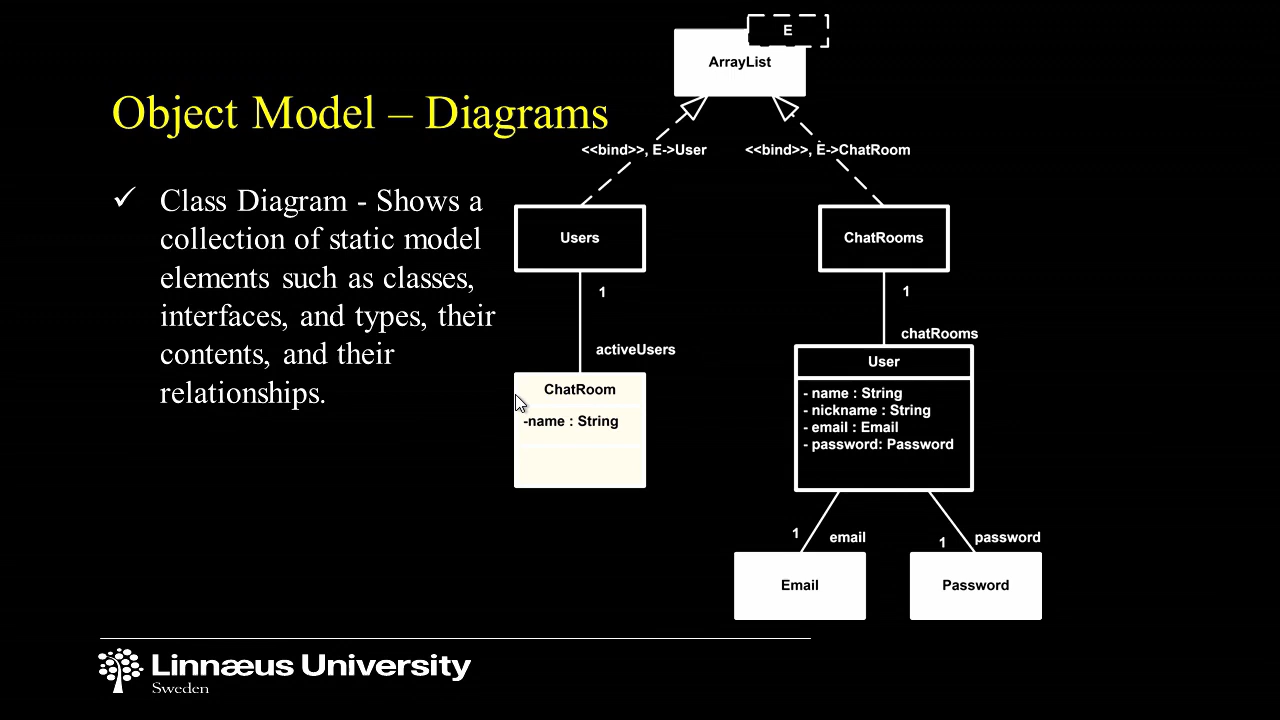 E
ArrayList
Object Model – Diagrams
<<bind>>, E->User
<<bind>>, E->ChatRoom
Class Diagram - Shows a
collection of static model
elements such as classes,
interfaces, and types, their
contents, and their
relationships.
Users
ChatRooms
1
1
activeUsers
chatRooms
ChatRoom
-name : String
User
- name : String
- nickname : String
- email : Email
- password: Password
1
email
1
password
Email
Password
Linnæus University
Sweden